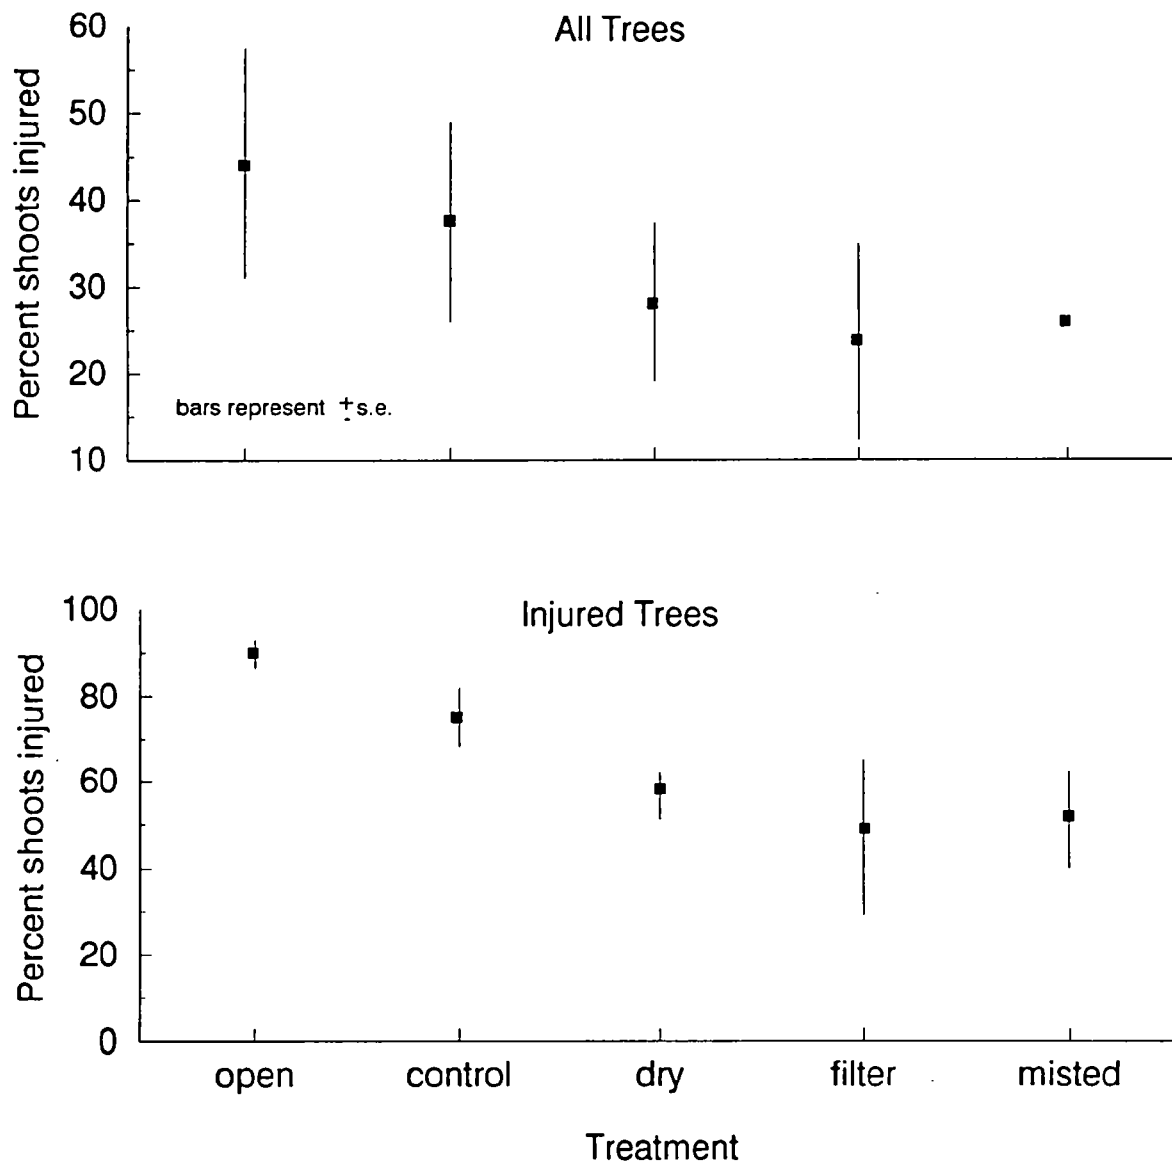 All Trees
Percent shoots injured
60
50
40
30
20
10
bars represent ± s.e.
Injured Trees
Percent shoots injured
100
80
60
40
20
0
open control dry filter misted
Treatment